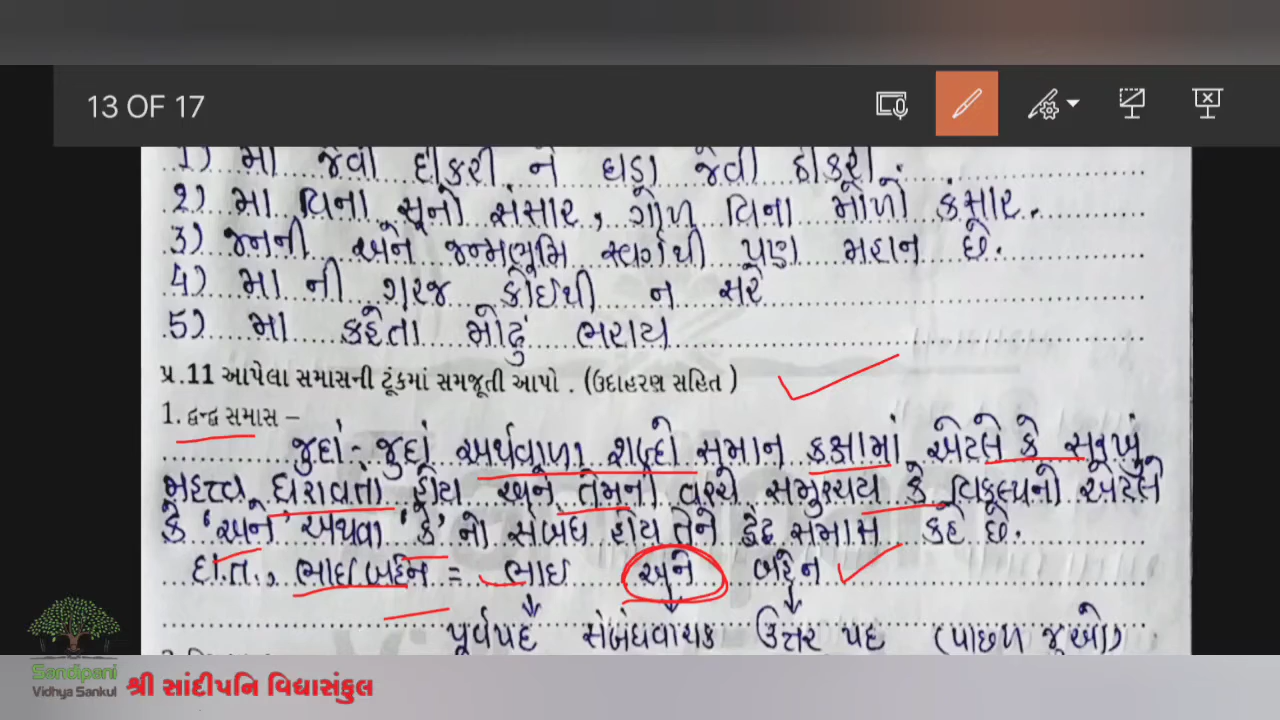 13 OF 17
1) મા જેવી દીકરી ને ઘડા જેવી ઠીકરી.
2) મા વિના સૂનો સંસાર, ગોળ વિના મોળો કંસાર.
3) જનની અને જન્મભૂમિ સ્વર્ગથી પણ મહાન છે.
4) મા ની ગરજ કોઈથી ન સરે
5) મા કહેતા મોઢું ભરાય
પ્ર.11 આપેલા સમાસની ટૂંકમાં સમજૂતી આપો . (ઉદાહરણ સહિત )
1. દ્વન્દ્વ સમાસ –
જુદાં - જુદાં અર્થવાળા શબ્દો સમાન કક્ષામાં એટલે કે સરખું
મહત્ત્વ ધરાવતા હોય અને તેમની વચ્ચે સમુચ્ચય કે વિકલ્પનો એટલે
કે 'અને' અથવા 'કે' નો સંબંધ હોય તેને દ્વંદ્વ સમાસ કહે છે.
દા.ત., ભાઈબહેન = ભાઈ અને બહેન
પૂર્વપદ સંબંધવાચક ઉત્તર પદ (પાછળ જુઓ)
Sandipani
Vidhya Sankul
શ્રી સાંદીપનિ વિદ્યાસંકુલ